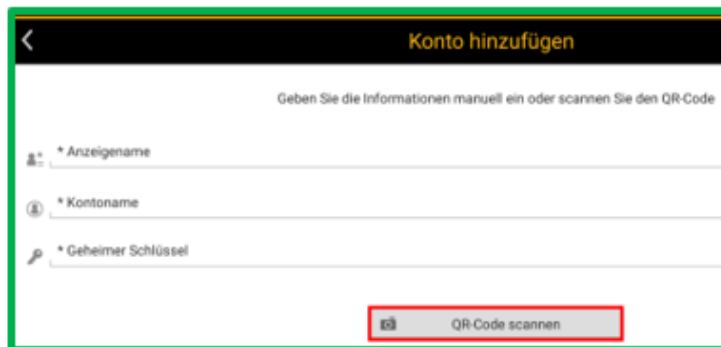 Konto hinzufügen
Geben Sie die Informationen manuell ein oder scannen Sie den QR-Code
* Anzeigename
* Kontoname
* Geheimer Schlüssel
QR-Code scannen